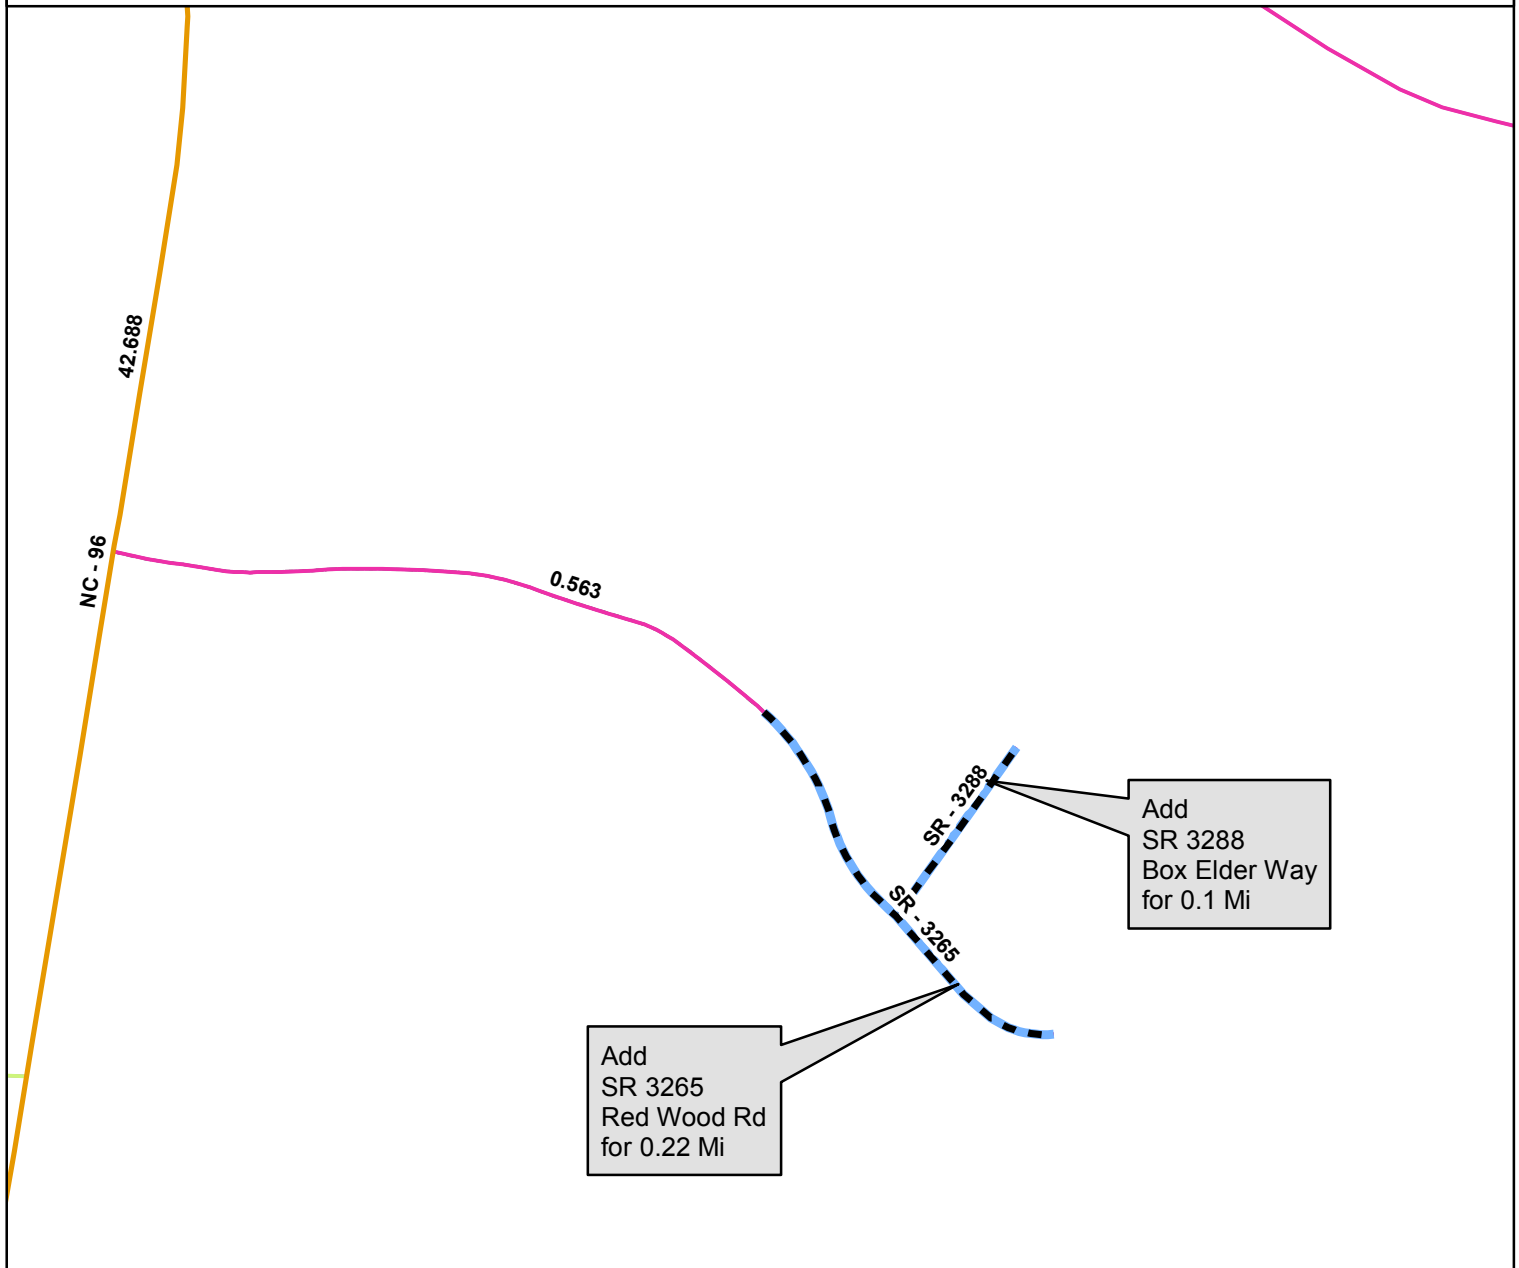 42.688
NC - 96
0.563
SR - 3288
Add
SR 3288
Box Elder Way
for 0.1 Mi
SR - 3265
Add
SR 3265
Red Wood Rd
for 0.22 Mi